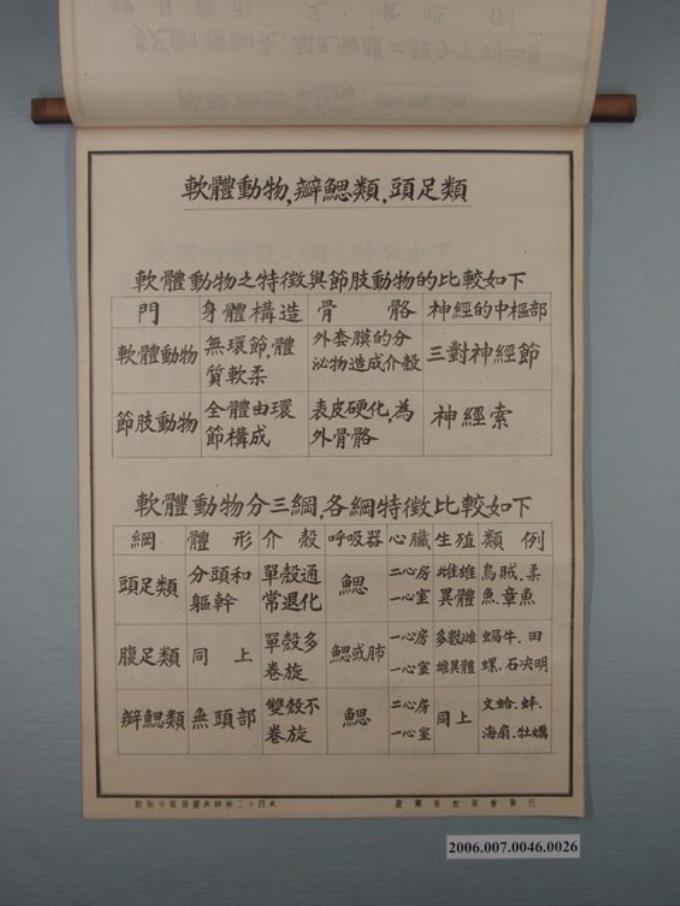 軟體動物,瓣鰓類,頭足類
軟體動物之特徵與節肢動物的比較如下
門 身體構造 骨骼 神經的中樞部
軟體動物 無環節,體質軟柔 外套膜的分泌物造成介殼 三對神經節
節肢動物 全體由環節構成 表皮硬化,為外骨骼 神經索
軟體動物分三綱,各綱特徵比較如下
綱 體形 介殼 呼吸器 心臟 生殖 類例
頭足類 分頭和軀幹 單殼通常退化 鰓 二心房一心室 雌雄異體 烏賊.柔魚.章魚
腹足類 同上 單殼多卷旋 鰓或肺 一心房一心室 多數雌雄異體 蝸牛.田螺.石决明
瓣鰓類 無頭部 雙殼不卷旋 鰓 二心房一心室 同上 文蛤.蚌.海扇.牡蠣
臺灣省教育會發行
2006.007.0046.0026